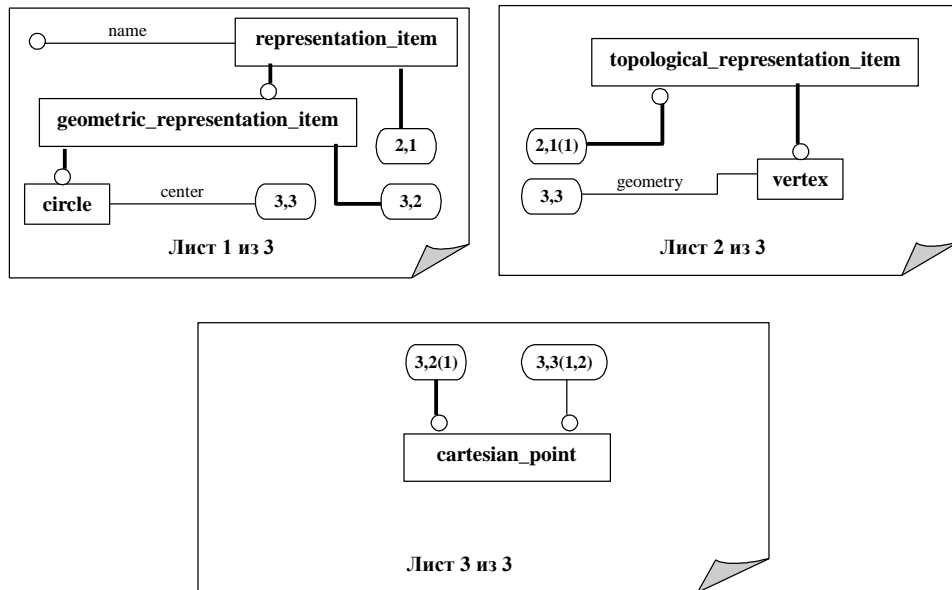 name
representation_item
geometric_representation_item
2,1
circle
center
3,3
3,2
Лист 1 из 3
topological_representation_item
2,1(1)
3,3
geometry
vertex
Лист 2 из 3
3,2(1)
3,3(1,2)
cartesian_point
Лист 3 из 3